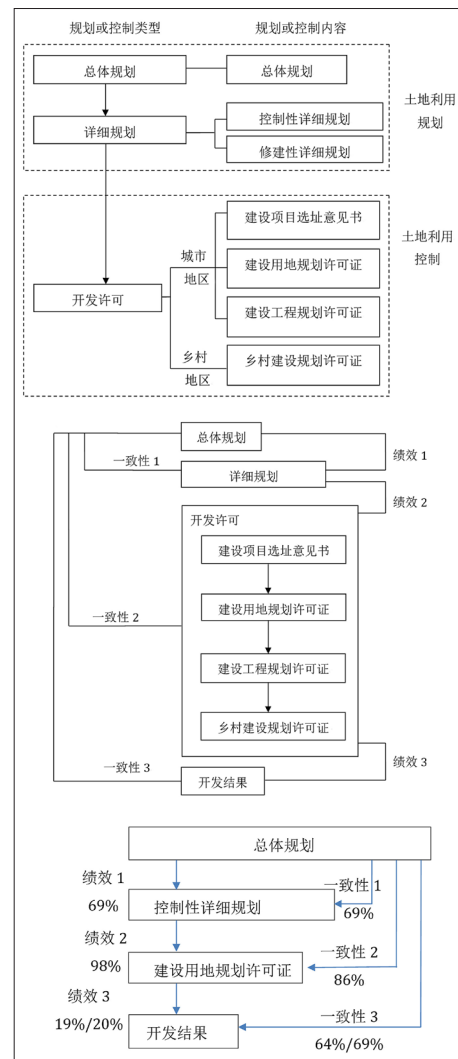 规划或控制类型 规划或控制内容
总体规划 总体规划
土地利用
规划
详细规划 控制性详细规划
修建性详细规划
建设项目选址意见书
土地利用
控制
城市
地区
建设用地规划许可证
开发许可
建设工程规划许可证
乡村
地区
乡村建设规划许可证
总体规划
绩效 1
一致性 1
详细规划
绩效 2
开发许可
建设项目选址意见书
建设用地规划许可证
一致性 2
建设工程规划许可证
乡村建设规划许可证
绩效 3
一致性 3
开发结果
总体规划
绩效 1
69%
一致性 1
69%
控制性详细规划
绩效 2
98%
一致性 2
86%
建设用地规划许可证
绩效 3
19%/20%
一致性 3
64%/69%
开发结果